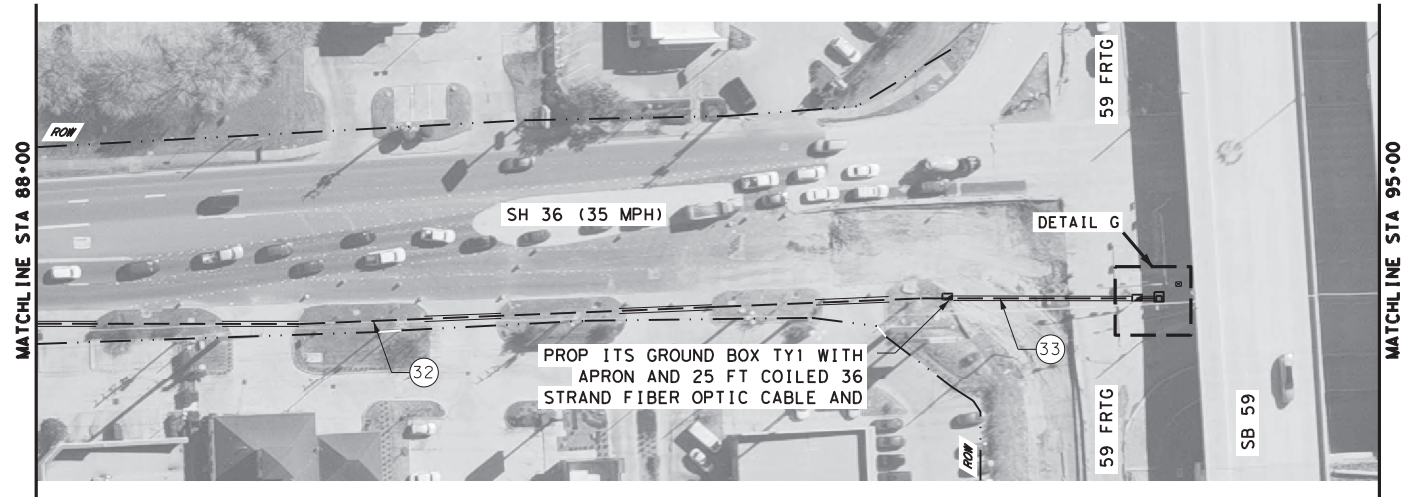 MATCHLINE STA 88+00
ROW
59 FRTG
MATCHLINE STA 95+00
SH 36 (35 MPH)
DETAIL G
32
33
PROP ITS GROUND BOX TY1 WITH
APRON AND 25 FT COILED 36
STRAND FIBER OPTIC CABLE AND
ROW
59 FRTG
SB 59